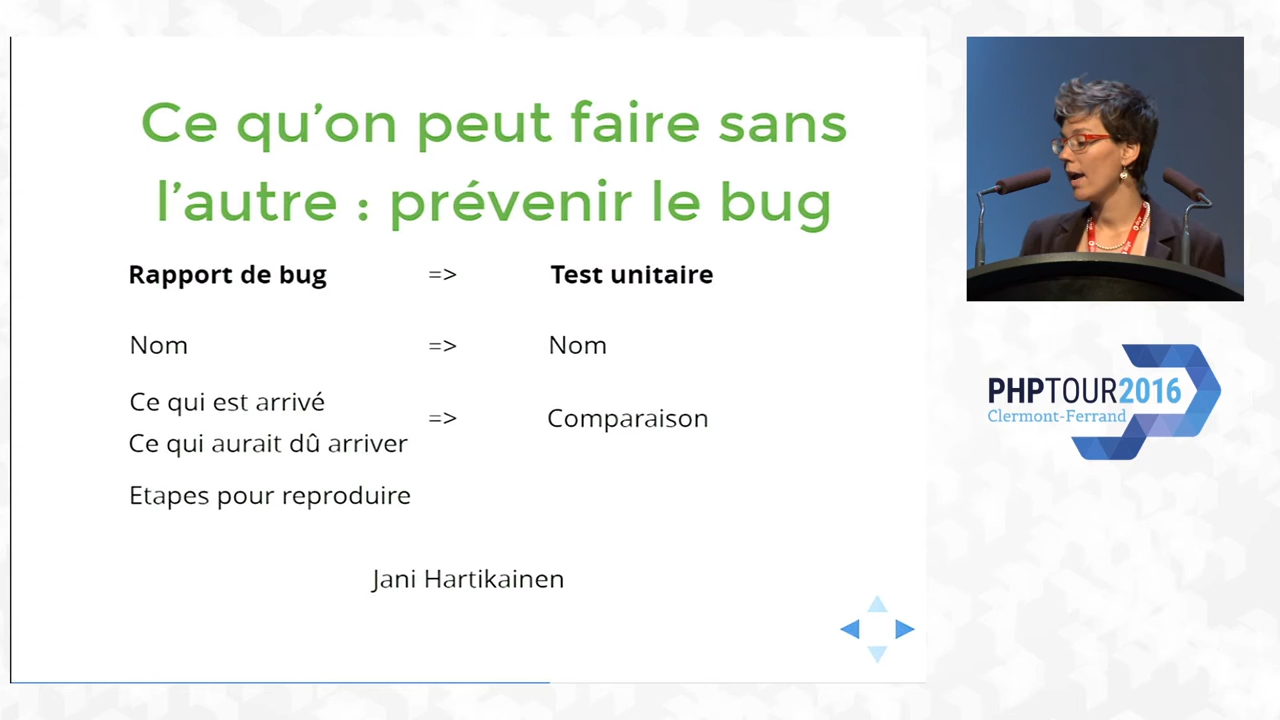 Ce qu'on peut faire sans
l'autre : prévenir le bug
Rapport de bug => Test unitaire
Nom => Nom
Ce qui est arrivé
=> Comparaison
Ce qui aurait dû arriver
Etapes pour reproduire
Jani Hartikainen
PHPTOUR2016
Clermont-Ferrand